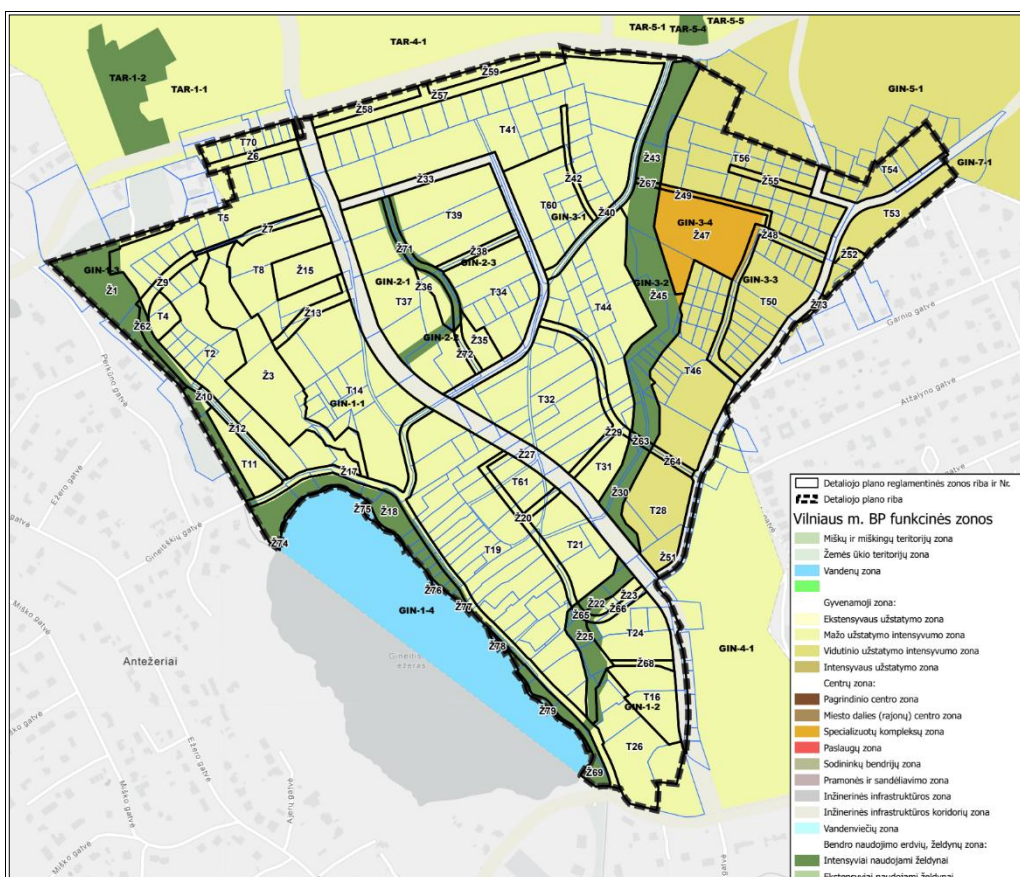 TAR-5-5
TAR-5-1
TAR-5-4
TAR-4-1
TAR-1-2
TAR-1-1
GIN-5-1
GIN-7-1
Ž59
Ž57
Ž58
T70
Ž6
T41
T56
T54
Ž43
Ž55
Ž33
Ž42
Ž67
Ž49
T53
T5
T39
T60
GIN-3-1
Ž40
GIN-3-4
Ž47
Ž48
Ž7
Ž71
Ž38
GIN-2-3
Ž52
GIN-1-3
Ž1
T8
Ž15
GIN-2-1
Ž36
T37
T34
GIN-3-2
Ž45
GIN-3-3
T50
Ž9
Ž13
T44
Ž73
Garnio gatvė
Ž62
T4
GIN-2-2
Ž35
Ž72
T2
Perkūno gatvė
Ž3
T14
GIN-1-1
T46
Atžalyno gatvė
Ž10
T32
Ž12
Ž29
Ž63
T11
Ž17
Ž27
T31
Ž64
Ežero gatvė
T61
Ž30
Gineitiškių gatvė
Ž75
Ž18
Ž20
T28
Ž74
T19
T21
Ž51
Ž76
Ž23
Miško gatvė
GIN-1-4
Ž77
Ž22
Ž66
Ž65
Ž25
T24
Antežeriai
Gineitiš
ežeras
Ž78
Ž68
GIN-4-1
T16
GIN-1-2
Ž79
T26
Ežero gatvė
Ž69
Miško gatvė
Aušrų gatvė
gatvė
Detaliojo plano reglamentinės zonos riba ir Nr.
Detaliojo plano riba
Vilniaus m. BP funkcinės zonos
Miškų ir miškingų teritorijų zona
Žemės ūkio teritorijų zona
Vandenų zona
Gyvenamoji zona:
Ekstensyvaus užstatymo zona
Mažo užstatymo intensyvumo zona
Vidutinio užstatymo intensyvumo zona
Intensyvaus užstatymo zona
Centrų zona:
Pagrindinio centro zona
Miesto dalies (rajonų) centro zona
Specializuotų kompleksų zona
Paslaugų zona
Sodininkų bendrijų zona
Pramonės ir sandėliavimo zona
Inžinerinės infrastruktūros zona
Inžinerinės infrastruktūros koridorių zona
Vandenviečių zona
Bendro naudojimo erdvių, želdynų zona:
Intensyviai naudojami želdynai
Ekstensyviai naudojami želdynai